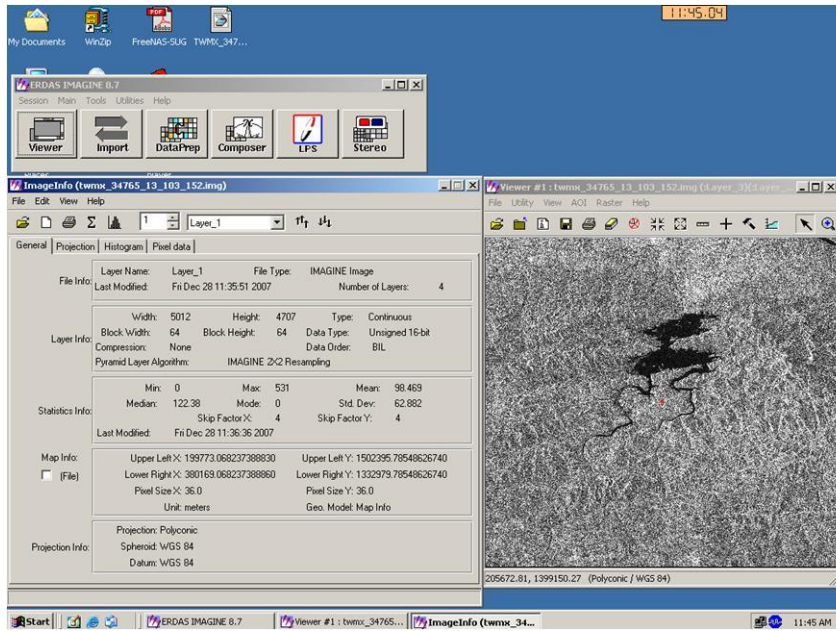 11:45.04
My Documents
WinZip
FreeNAS-SUG
TWMX_347...
ERDAS IMAGINE 8.7
Session Main Tools Utilities Help
Viewer Import DataPrep Composer LPS Stereo
ImageInfo (twmx_34765_13_103_152.img)
File Edit View Help
1 Layer_1
General Projection Histogram Pixel data
File Info:
Layer Name: Layer_1 File Type: IMAGINE Image
Last Modified: Fri Dec 28 11:35:51 2007 Number of Layers: 4
Layer Info:
Width: 5012 Height: 4707 Type: Continuous
Block Width: 64 Block Height: 64 Data Type: Unsigned 16-bit
Compression: None Data Order: BIL
Pyramid Layer Algorithm: IMAGINE 2X2 Resampling
Statistics Info:
Min: 0 Max: 531 Mean: 98.469
Median: 122.38 Mode: 0 Std. Dev: 62.882
Skip Factor X: 4 Skip Factor Y: 4
Last Modified: Fri Dec 28 11:36:36 2007
Map Info:
(File)
Upper Left X: 199773.068237388830 Upper Left Y: 1502395.78548626740
Lower Right X: 380169.068237388860 Lower Right Y: 1332979.78548626740
Pixel Size X: 36.0 Pixel Size Y: 36.0
Unit: meters Geo. Model: Map Info
Projection Info:
Projection: Polyconic
Spheroid: WGS 84
Datum: WGS 84
Viewer #1 : twmx_34765_13_103_152.img (:Layer_3)(:Layer_
File Utility View AOI Raster Help
205672.81, 1399150.27 (Polyconic / WGS 84)
Start ERDAS IMAGINE 8.7 Viewer #1 : twmx_34765... ImageInfo (twmx_34... 11:45 AM